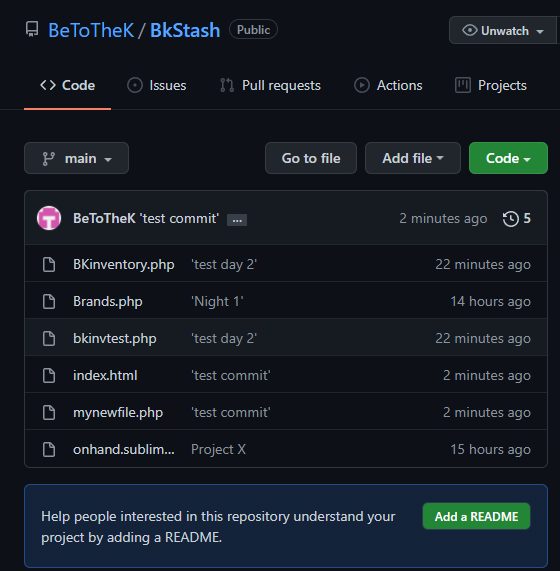 BeToTheK / BkStash Public Unwatch
Code Issues Pull requests Actions Projects
main Go to file Add file Code
BeToTheK 'test commit' ... 2 minutes ago 5
BKinventory.php 'test day 2' 22 minutes ago
Brands.php 'Night 1' 14 hours ago
bkinvtest.php 'test day 2' 22 minutes ago
index.html 'test commit' 2 minutes ago
mynewfile.php 'test commit' 2 minutes ago
onhand.sublim... Project X 15 hours ago
Help people interested in this repository understand your
project by adding a README.
Add a README